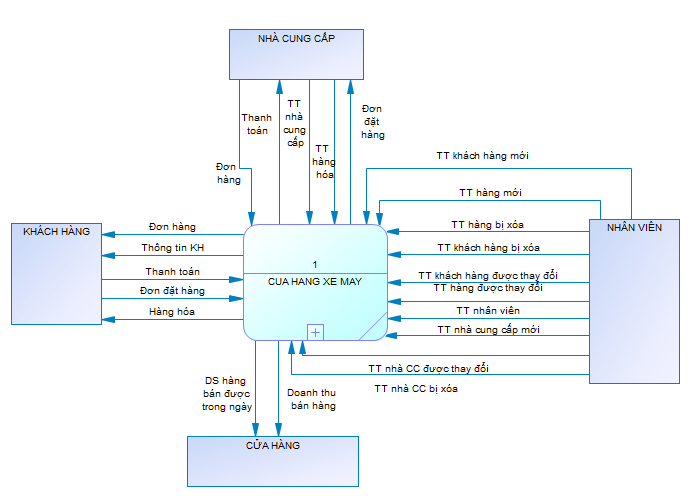 NHÀ CUNG CẤP
Thanh
toán
TT
nhà
cung
cấp
Đơn
đặt
hàng
TT
hàng
hóa
Đơn
hàng
TT khách hàng mới
TT hàng mới
KHÁCH HÀNG
Đơn hàng
Thông tin KH
Thanh toán
Đơn đặt hàng
Hàng hóa
1
CUA HANG XE MAY
NHÂN VIÊN
TT hàng bị xóa
TT khách hàng bị xóa
TT khách hàng được thay đổi
TT hàng được thay đổi
TT nhân viên
TT nhà cung cấp mới
TT nhà CC được thay đổi
TT nhà CC bị xóa
DS hàng
bán được
trong ngày
Doanh thu
bán hàng
CỬA HÀNG